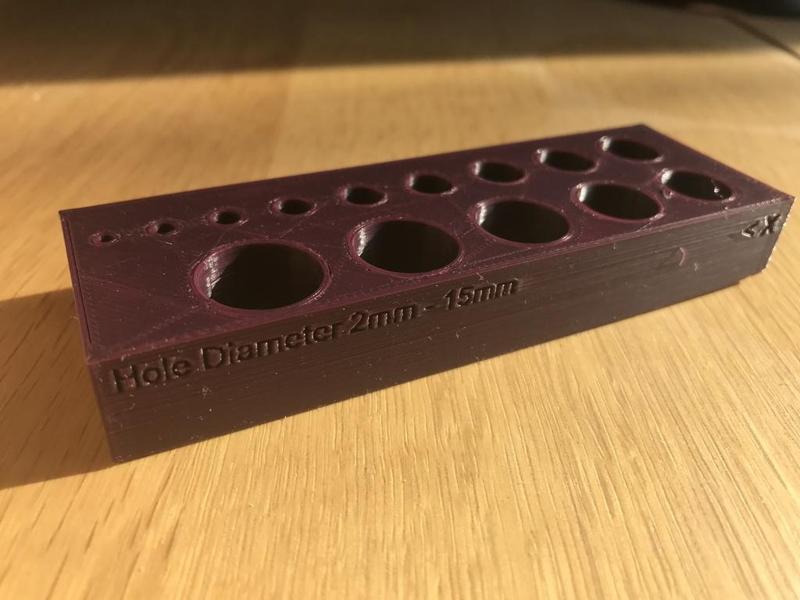 Hole Diameter 2mm - 15mm
<X